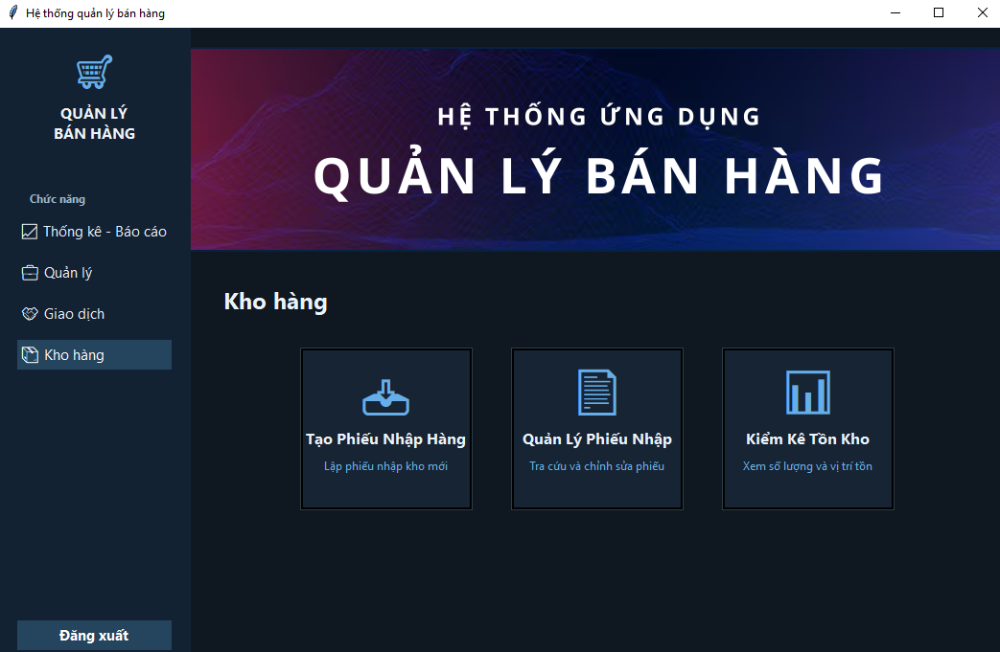 Hệ thống quản lý bán hàng
QUẢN LÝ
BÁN HÀNG
Chức năng
Thống kê - Báo cáo
Quản lý
Giao dịch
Kho hàng
Đăng xuất
HỆ THỐNG ỨNG DỤNG
QUẢN LÝ BÁN HÀNG
Kho hàng
Tạo Phiếu Nhập Hàng
Lập phiếu nhập kho mới
Quản Lý Phiếu Nhập
Tra cứu và chỉnh sửa phiếu
Kiểm Kê Tồn Kho
Xem số lượng và vị trí tồn